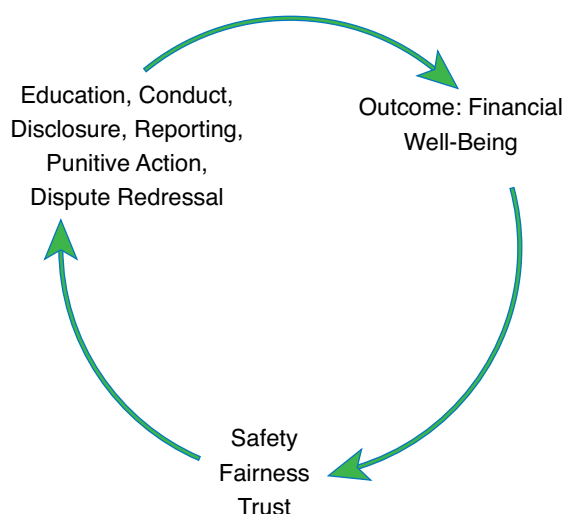 Education, Conduct,
Disclosure, Reporting,
Punitive Action,
Dispute Redressal
Outcome: Financial
Well-Being
Safety
Fairness
Trust